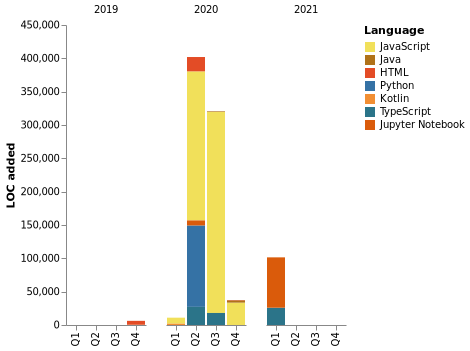 2019 2020 2021
Language
JavaScript
Java
HTML
Python
Kotlin
TypeScript
Jupyter Notebook
LOC added
450,000
400,000
350,000
300,000
250,000
200,000
150,000
100,000
50,000
0
Q1 Q2 Q3 Q4 Q1 Q2 Q3 Q4 Q1 Q2 Q3 Q4